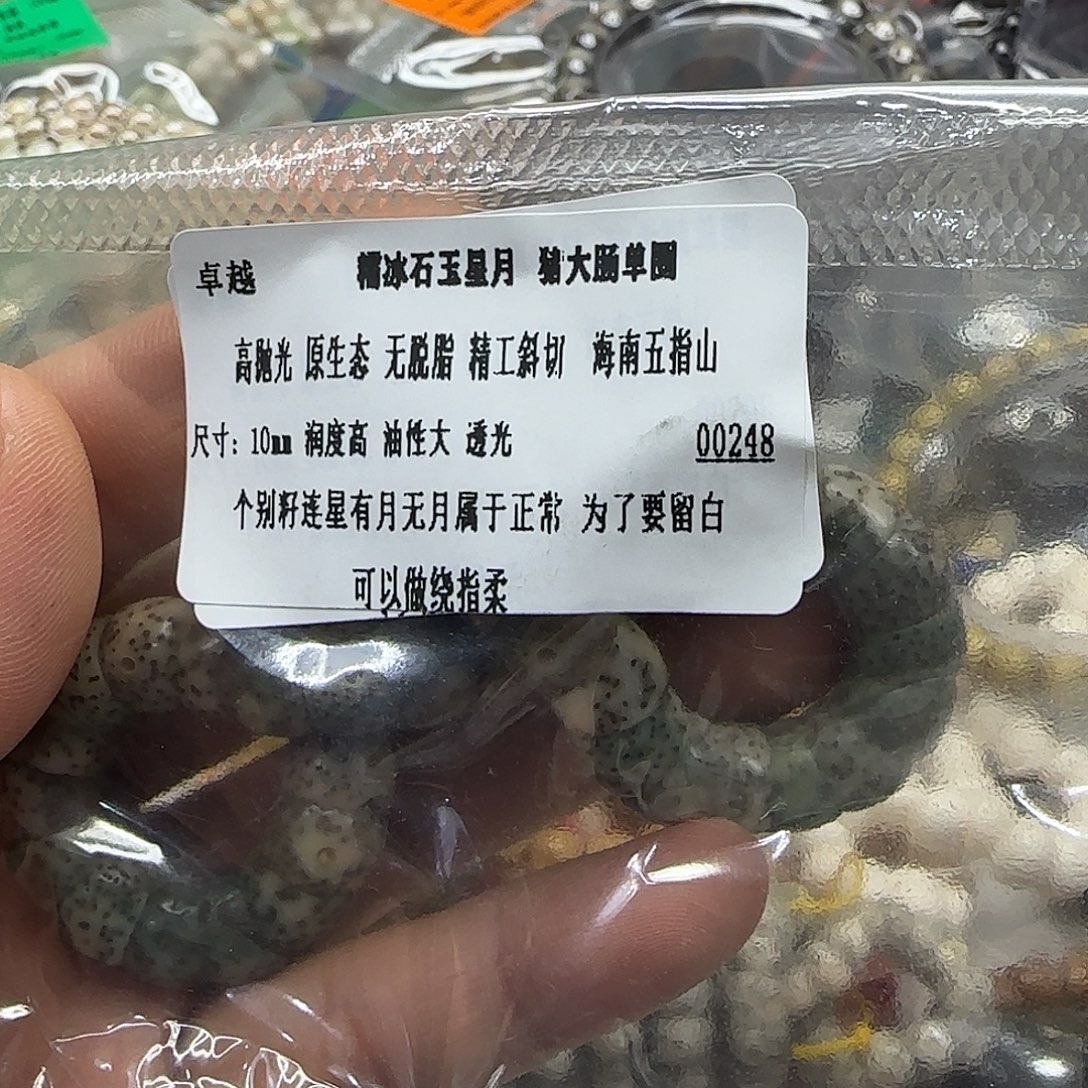 卓越 糯冰石玉星月 猪大肠单圈
高抛光 原生态 无脱脂 精工斜切 海南五指山
尺寸: 10mm 润度高 油性大 透光 00248
个别籽连星有月无月属于正常 为了要留白
可以做绕指柔